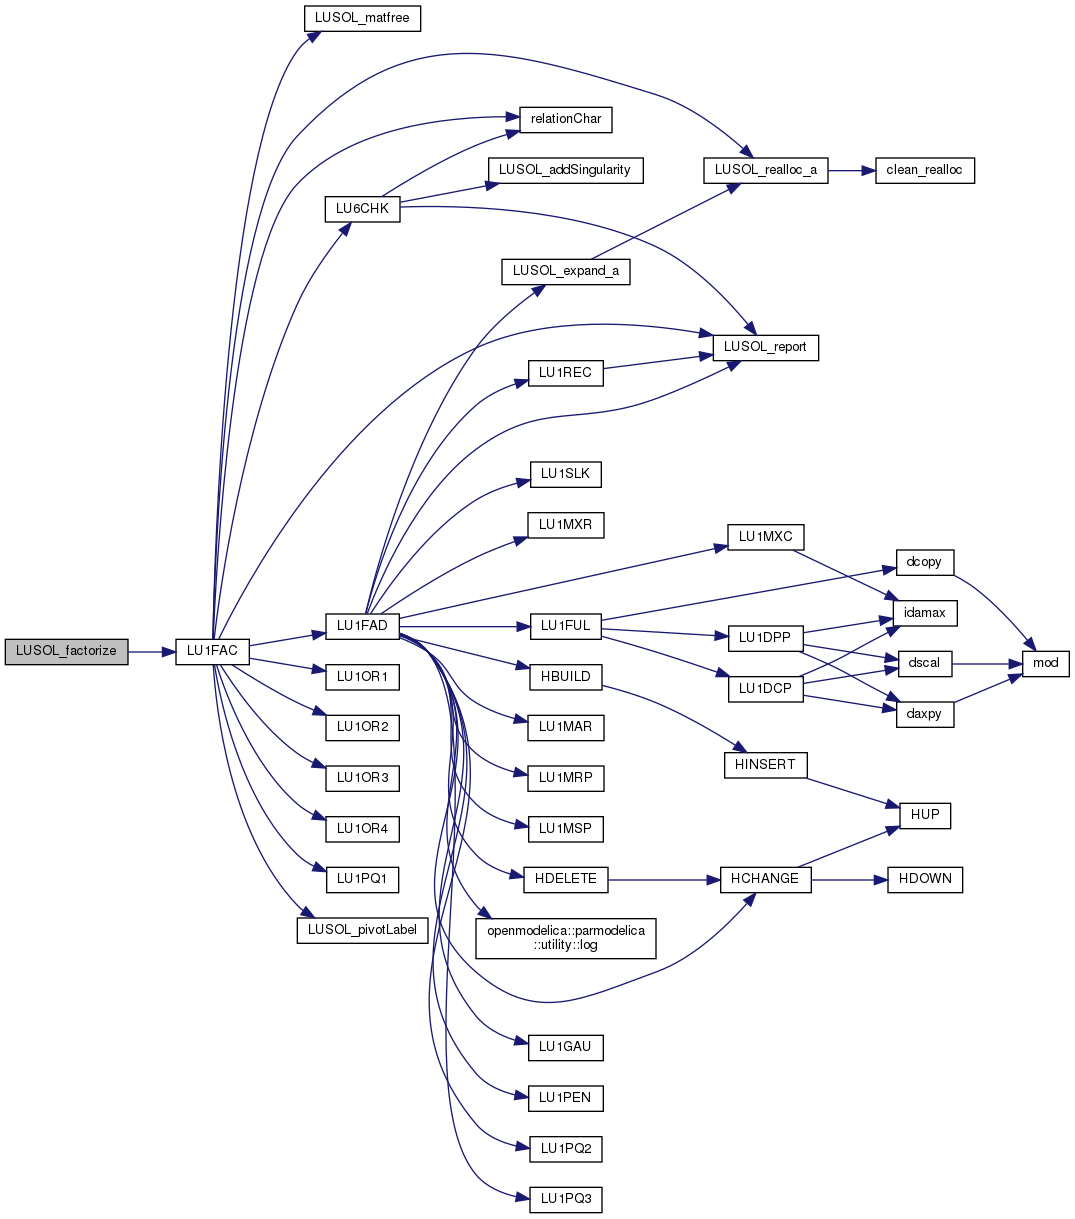 LUSOL_matfree
relationChar
LUSOL_addSingularity
LUSOL_realloc_a
clean_realloc
LU6CHK
LUSOL_expand_a
LUSOL_report
LU1REC
LU1SLK
LU1MXR
LU1MXC
dcopy
idamax
LUSOL_factorize
LU1FAC
LU1FAD
LU1FUL
LU1DPP
dscal
mod
LU1OR1
HBUILD
LU1DCP
daxpy
LU1OR2
LU1MAR
HINSERT
LU1OR3
LU1MRP
HUP
LU1OR4
LU1MSP
LU1PQ1
HDELETE
HCHANGE
HDOWN
LUSOL_pivotLabel
openmodelica::parmodelica
::utility::log
LU1GAU
LU1PEN
LU1PQ2
LU1PQ3